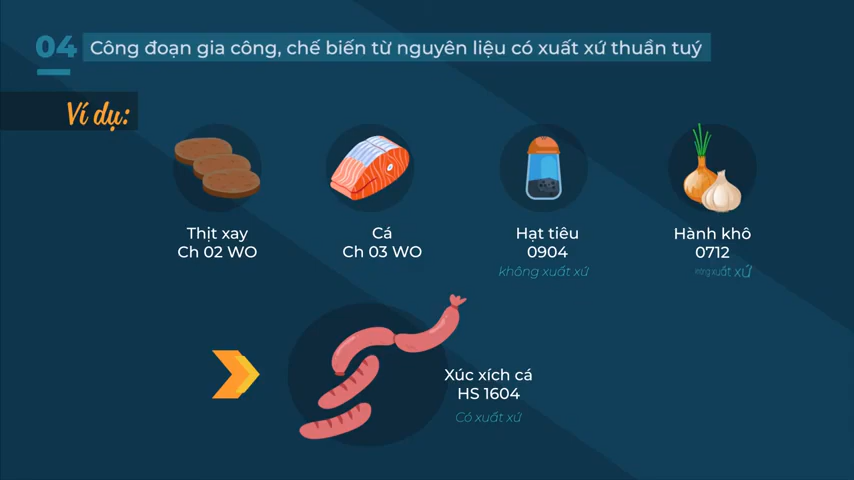 04
Công đoạn gia công, chế biến từ nguyên liệu có xuất xứ thuần tuý
Ví dụ:
Thịt xay
Ch 02 WO
Cá
Ch 03 WO
Hạt tiêu
0904
không xuất xứ
Hành khô
0712
xuất xứ
Xúc xích cá
HS 1604
Có xuất xứ